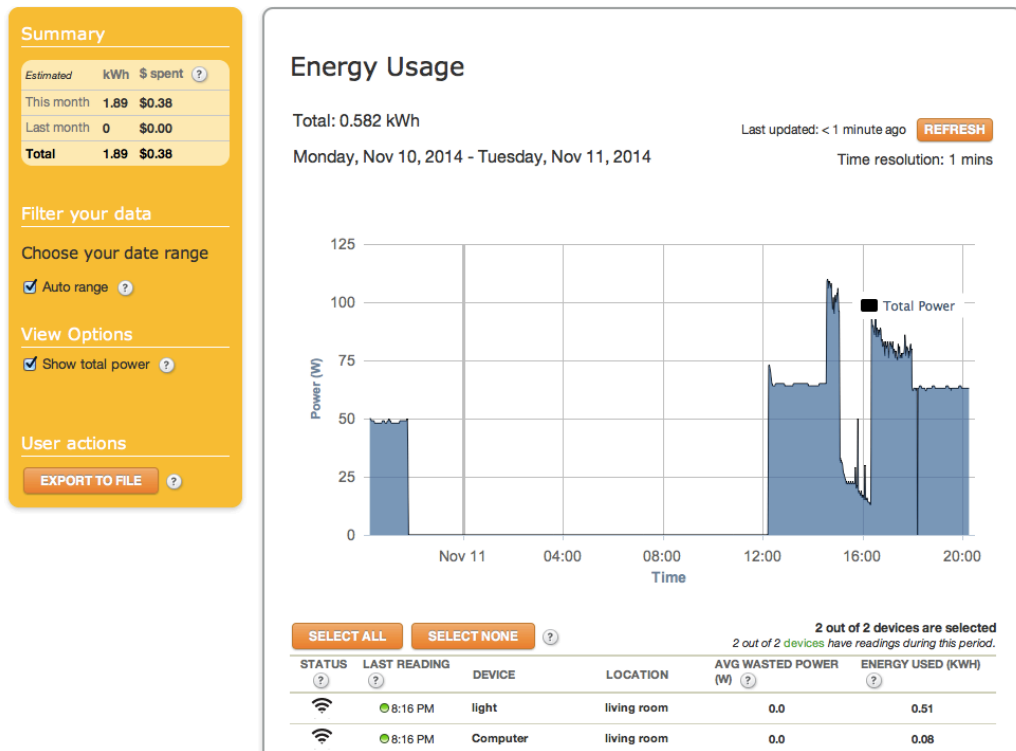 Summary
Estimated kWh $ spent ?
This month 1.89 $0.38
Last month 0 $0.00
Total 1.89 $0.38
Filter your data
Choose your date range
Auto range ?
View Options
Show total power ?
User actions
EXPORT TO FILE ?
Energy Usage
Total: 0.582 kWh
Last updated: < 1 minute ago REFRESH
Monday, Nov 10, 2014 - Tuesday, Nov 11, 2014
Time resolution: 1 mins
125
100
75
50
25
0
Power (W)
Total Power
Nov 11 04:00 08:00 12:00 16:00 20:00
Time
SELECT ALL SELECT NONE ?
2 out of 2 devices are selected
2 out of 2 devices have readings during this period.
STATUS ? LAST READING ? DEVICE LOCATION AVG WASTED POWER (W) ? ENERGY USED (KWH) ?
8:16 PM light living room 0.0 0.51
8:16 PM Computer living room 0.0 0.08